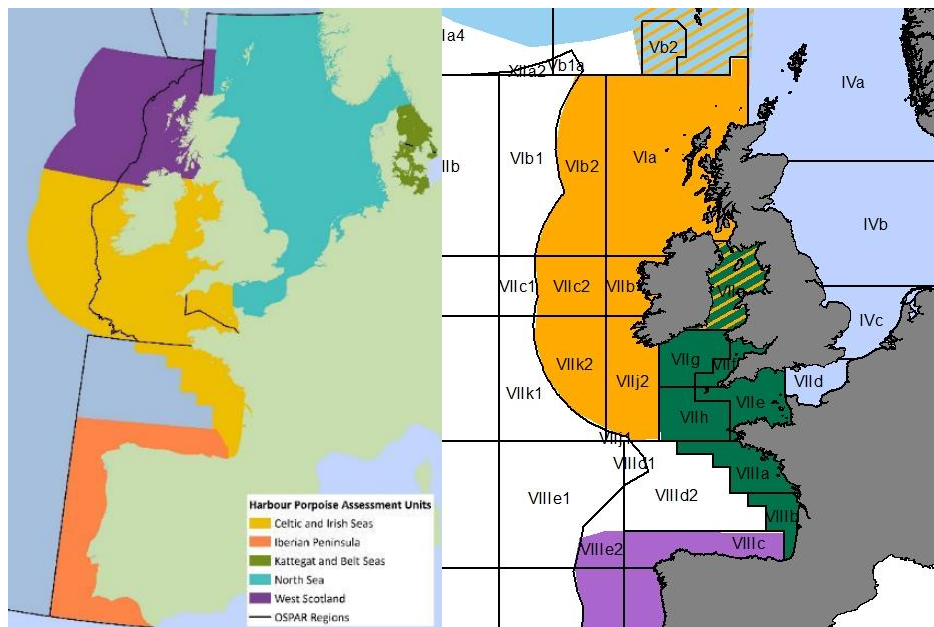 Harbour Porpoise Assessment Units
Celtic and Irish Seas
Iberian Peninsula
Kattegat and Belt Seas
North Sea
West Scotland
OSPAR Regions
Ia4
XIIa2
Vb1a
Vb2
IVa
IIb
VIb1
VIb2
VIa
IVb
VIIc1
VIIc2
VIIb
IVc
VIIk1
VIIk2
VIIj2
VIIg
VIIf
VIIe
VIId
VIIh
VIIj1
VIIId1
VIIIe1
VIIId2
VIIIa
VIIIb
VIIIe2
VIIIc